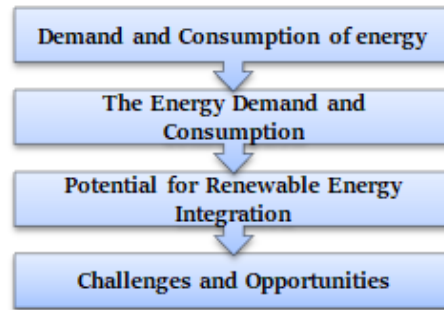 Demand and Consumption of energy
The Energy Demand and
Consumption
Potential for Renewable Energy
Integration
Challenges and Opportunities